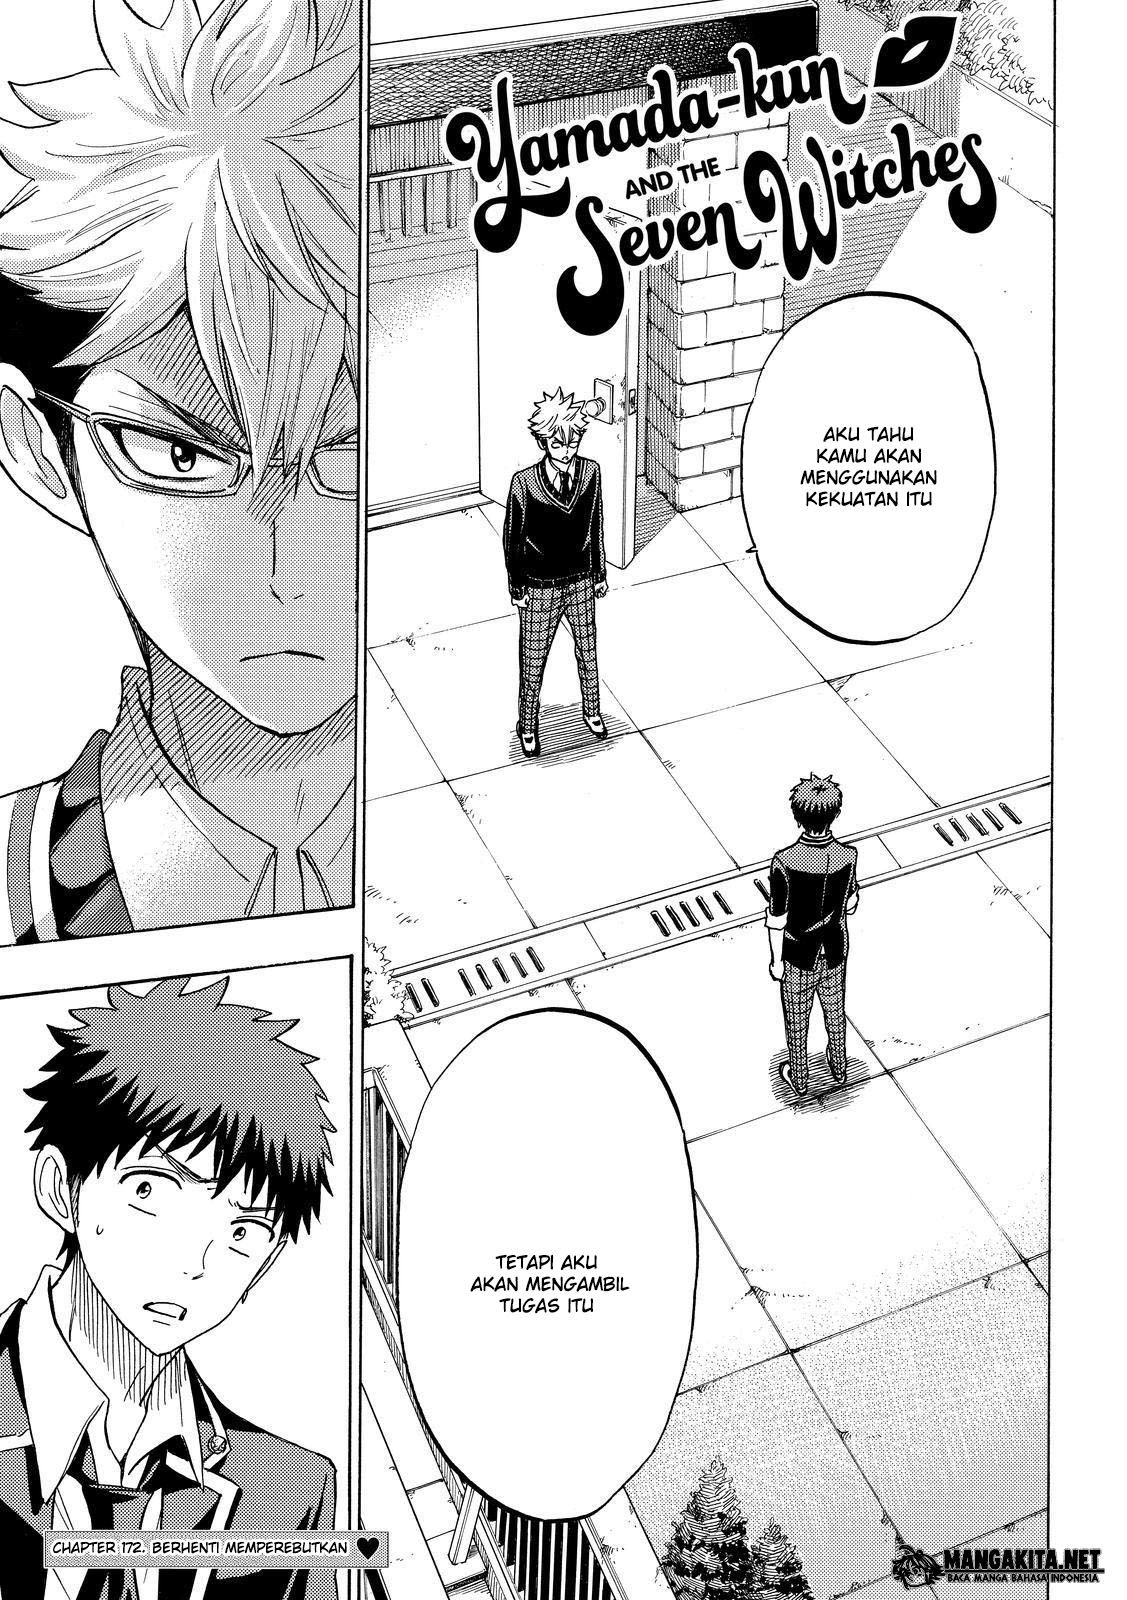 Yamada-kun
AND THE
Seven Witches
AKU TAHU
KAMU AKAN
MENGGUNAKAN
KEKUATAN ITU
TETAPI AKU
AKAN MENGAMBIL
TUGAS ITU
CHAPTER 172. BERHENTI MEMPEREBUTKAN ♥
MANGAKITA.NET
BACA MANGA BAHASA INDONESIA